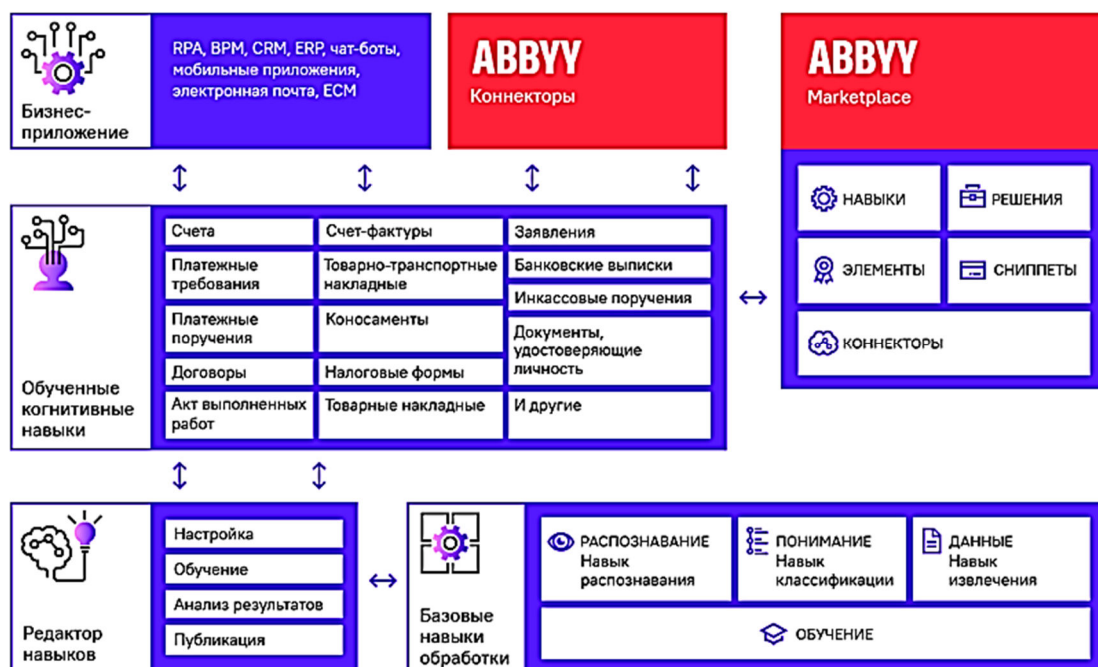 Бизнес-
приложение
RPA, BPM, CRM, ERP, чат-боты,
мобильные приложения,
электронная почта, ECM
ABBYY
Коннекторы
ABBYY
Marketplace
НАВЫКИ
РЕШЕНИЯ
ЭЛЕМЕНТЫ
СНИППЕТЫ
КОННЕКТОРЫ
Обученные
когнитивные
навыки
Счета
Платежные
требования
Платежные
поручения
Договоры
Акт выполненных
работ
Счет-фактуры
Товарно-транспортные
накладные
Коносаменты
Налоговые формы
Товарные накладные
Заявления
Банковские выписки
Инкассовые поручения
Документы,
удостоверяющие
личность
И другие
Редактор
навыков
Настройка
Обучение
Анализ результатов
Публикация
Базовые
навыки
обработки
РАСПОЗНАВАНИЕ
Навык
распознавания
ПОНИМАНИЕ
Навык
классификации
ДАННЫЕ
Навык
извлечения
ОБУЧЕНИЕ